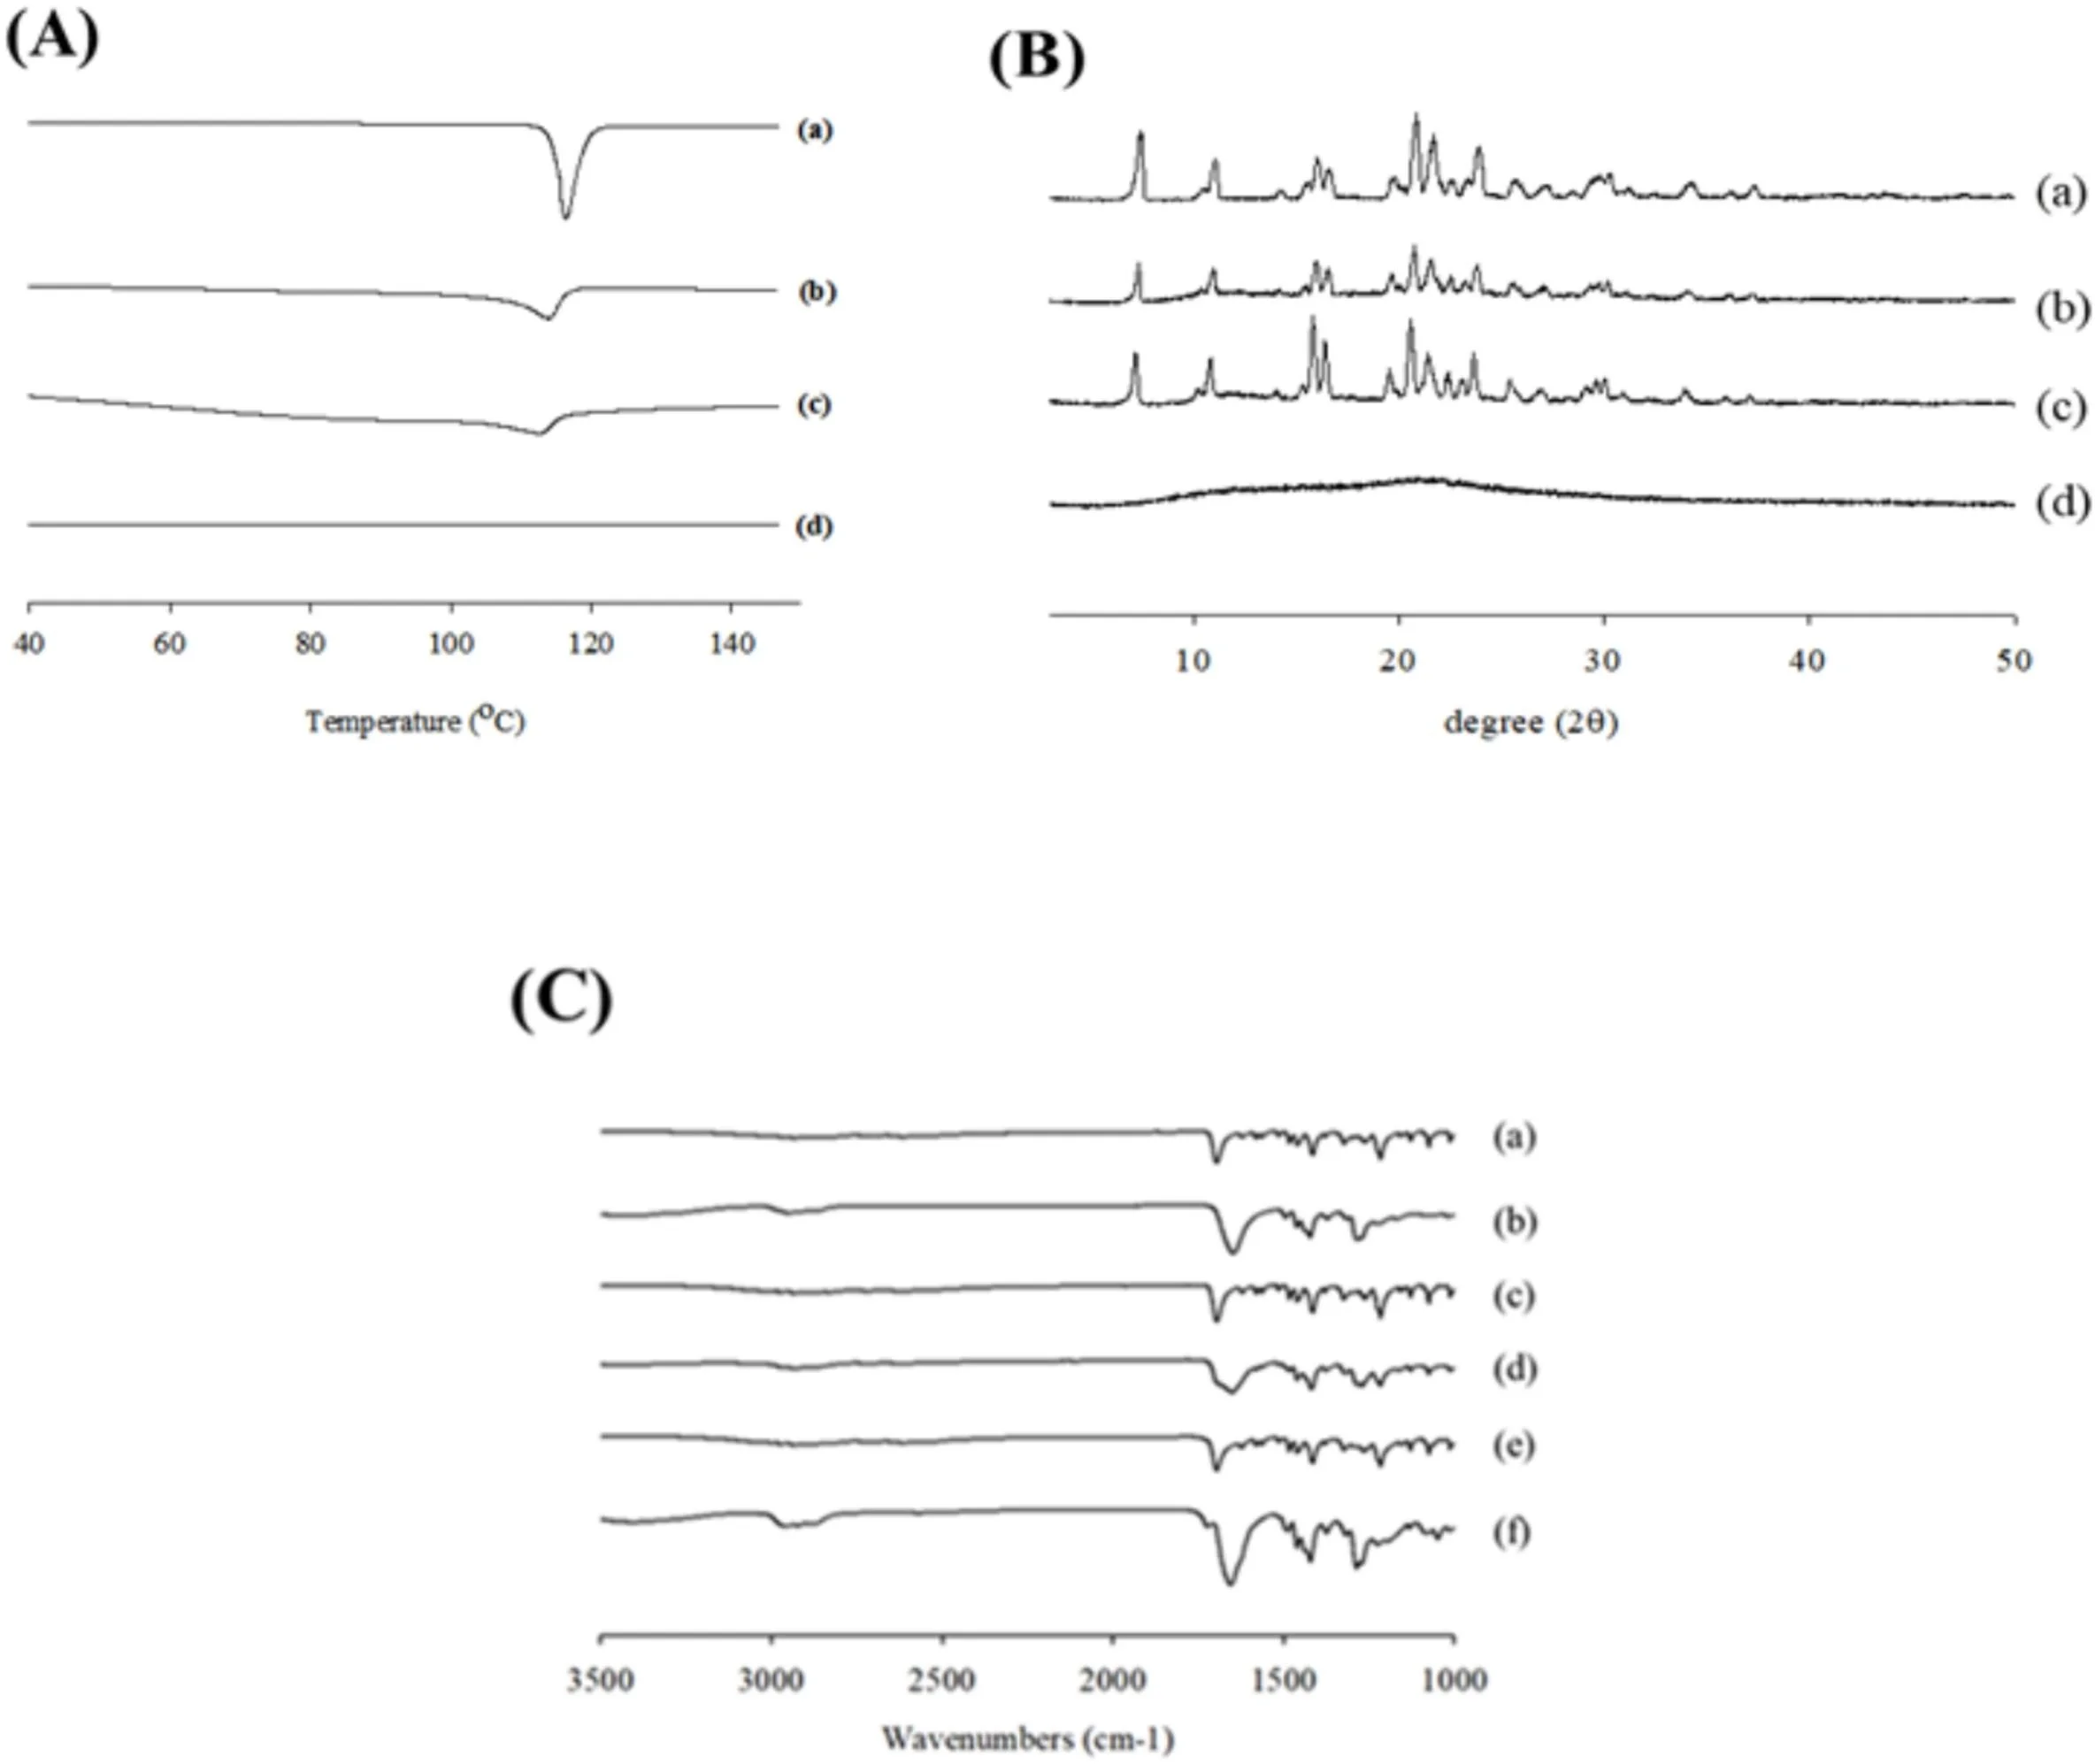 (A)
(a)
(b)
(c)
(d)
40 60 80 100 120 140
Temperature (°C)
(B)
(a)
(b)
(c)
(d)
10 20 30 40 50
degree (2θ)
(C)
(a)
(b)
(c)
(d)
(e)
(f)
3500 3000 2500 2000 1500 1000
Wavenumbers (cm-1)